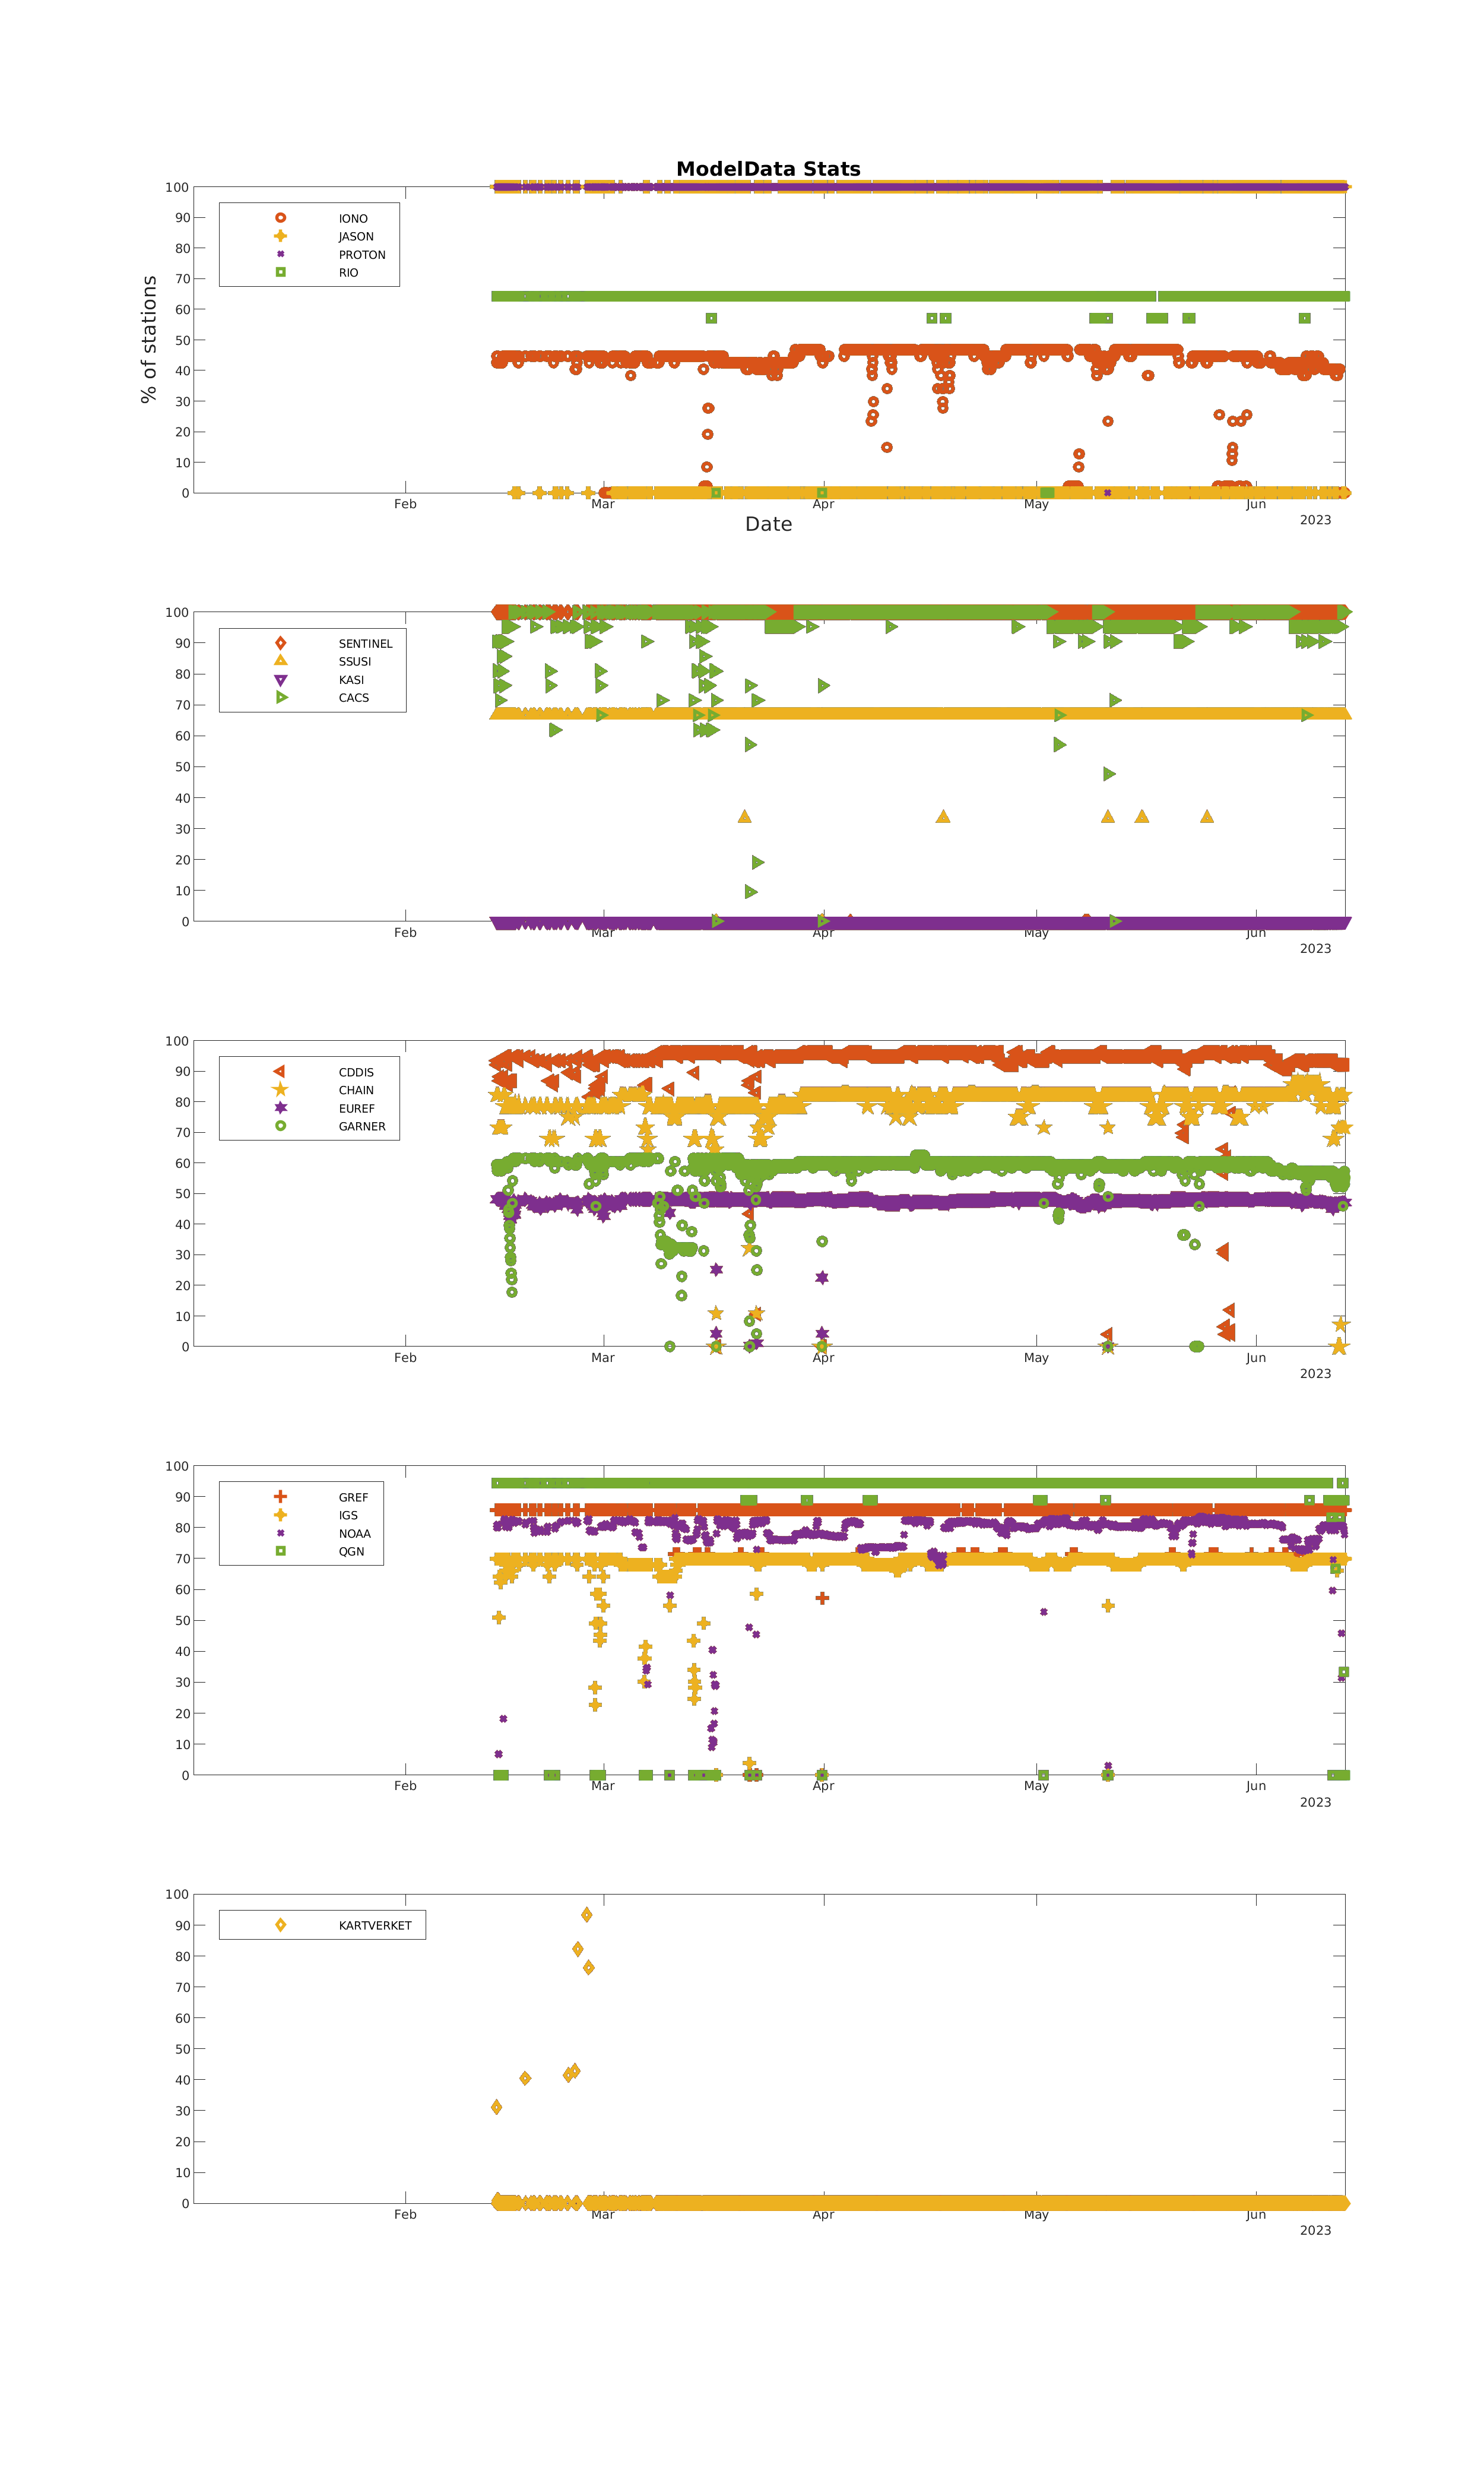 ModelData Stats
100
90
80
70
60
50
40
30
20
10
0
% of stations
IONO
JASON
PROTON
RIO
Feb Mar Apr May Jun
2023
Date
100
90
80
70
60
50
40
30
20
10
0
SENTINEL
SSUSI
KASI
CACS
Feb Mar Apr May Jun
2023
100
90
80
70
60
50
40
30
20
10
0
CDDIS
CHAIN
EUREF
GARNER
Feb Mar Apr May Jun
2023
100
90
80
70
60
50
40
30
20
10
0
GREF
IGS
NOAA
QGN
Feb Mar Apr May Jun
2023
100
90
80
70
60
50
40
30
20
10
0
KARTVERKET
Feb Mar Apr May Jun
2023